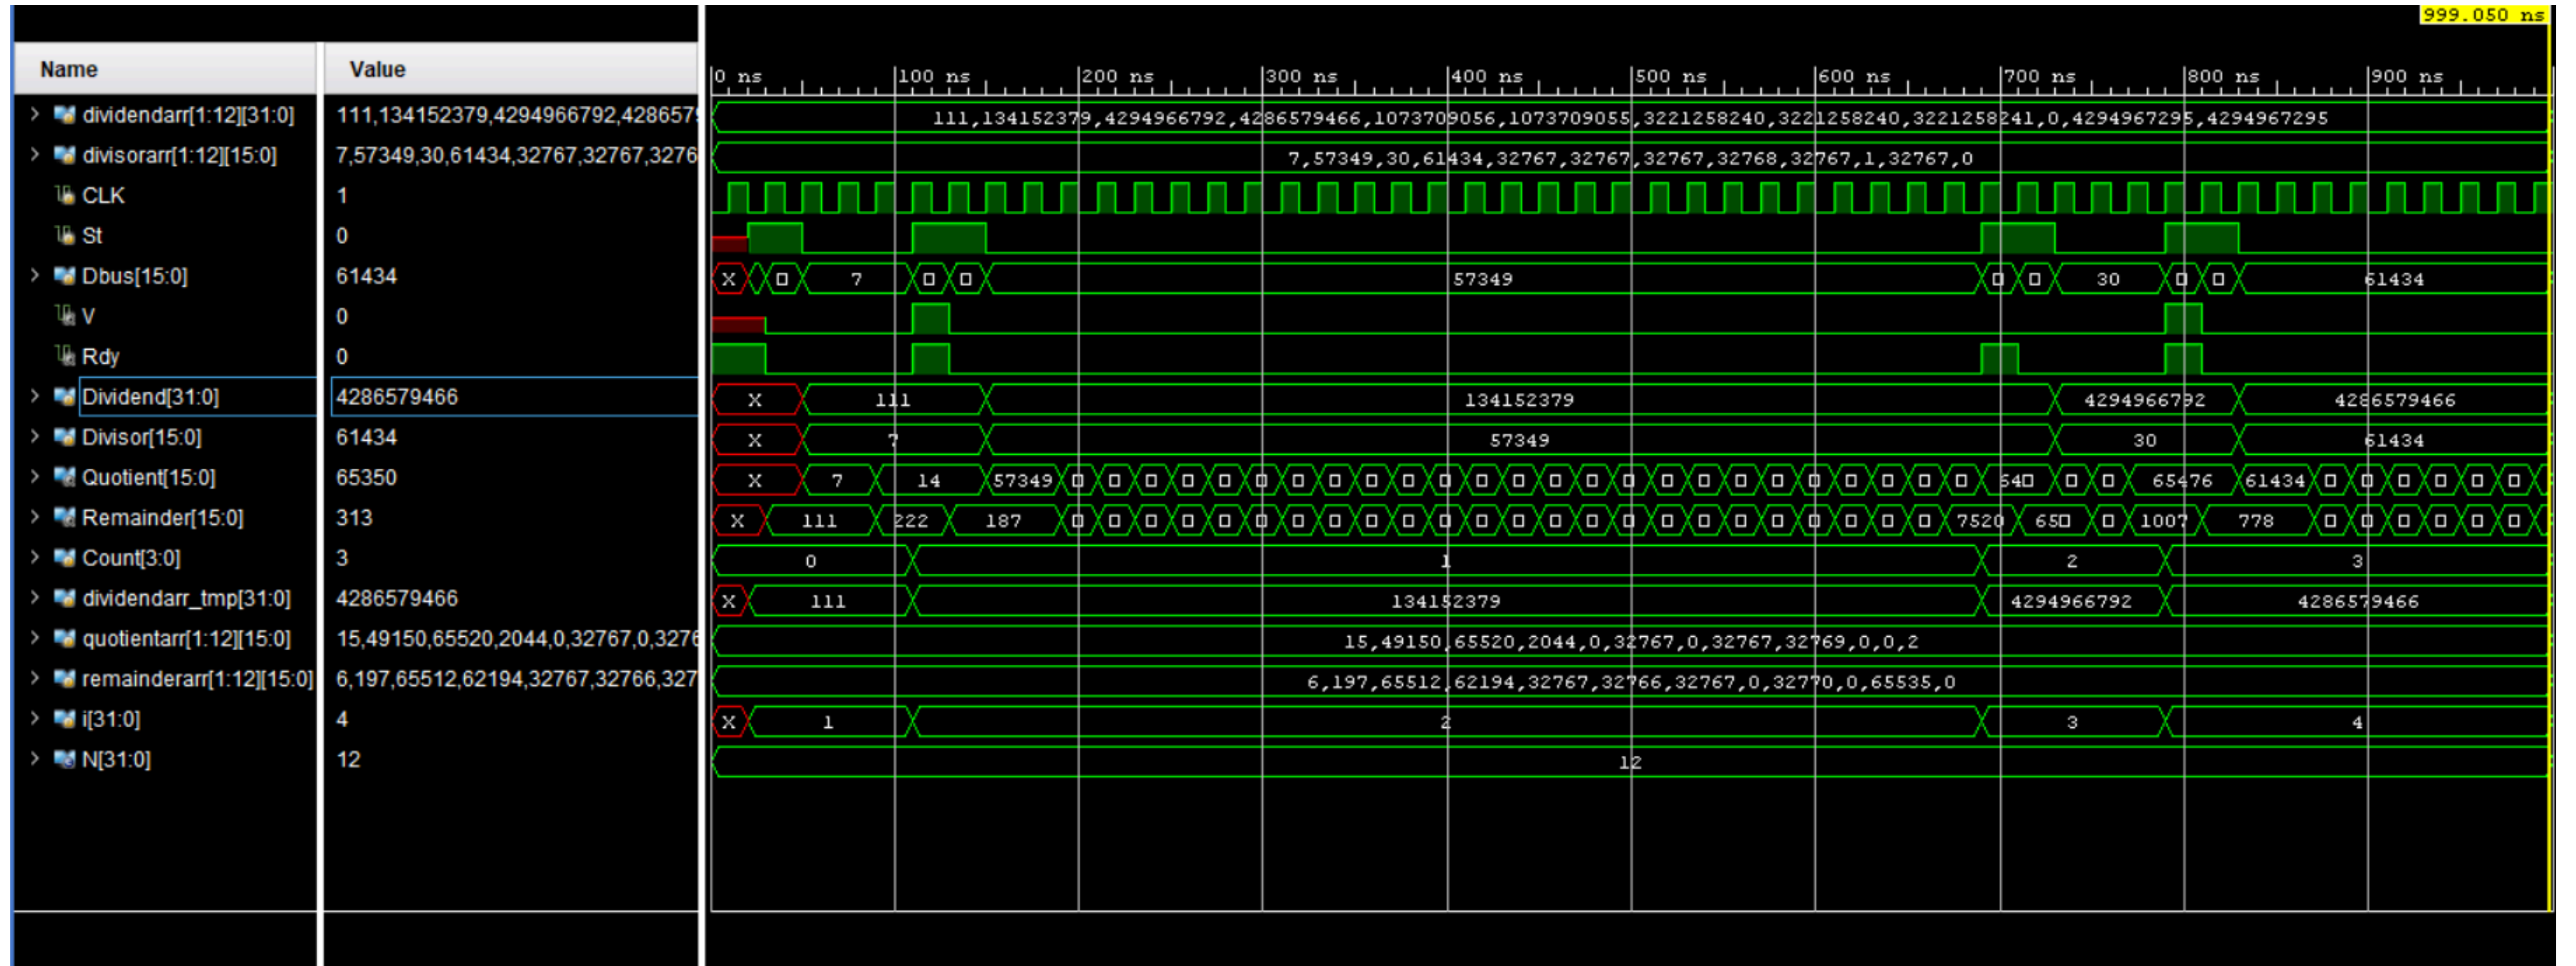 999.050 ns
Name Value
0 ns 100 ns 200 ns 300 ns 400 ns 500 ns 600 ns 700 ns 800 ns 900 ns
dividendarr[1:12][31:0] 111,134152379,4294966792,428657 111,134152379,4294966792,4286579466,1073709056,1073709055,3221258240,3221258240,3221258241,0,4294967295,4294967295
divisorarr[1:12][15:0] 7,57349,30,61434,32767,32767,3276 7,57349,30,61434,32767,32767,32767,32768,32767,1,32767,0
CLK 1
St 0
Dbus[15:0] 61434 X 7 57349 30 61434
V 0
Rdy 0
Dividend[31:0] 4286579466 X 111 134152379 4294966792 4286579466
Divisor[15:0] 61434 X 7 57349 30 61434
Quotient[15:0] 65350 X 7 14 57349 640 65476 61434
Remainder[15:0] 313 X 111 222 187 7520 650 1007 778
Count[3:0] 3 0 1 2 3
dividendarr_tmp[31:0] 4286579466 X 111 134152379 4294966792 4286579466
quotientarr[1:12][15:0] 15,49150,65520,2044,0,32767,0,3276 15,49150,65520,2044,0,32767,0,32767,32769,0,0,2
remainderarr[1:12][15:0] 6,197,65512,62194,32767,32766,327 6,197,65512,62194,32767,32766,32767,0,32770,0,65535,0
i[31:0] 4 X 1 2 3 4
N[31:0] 12 12